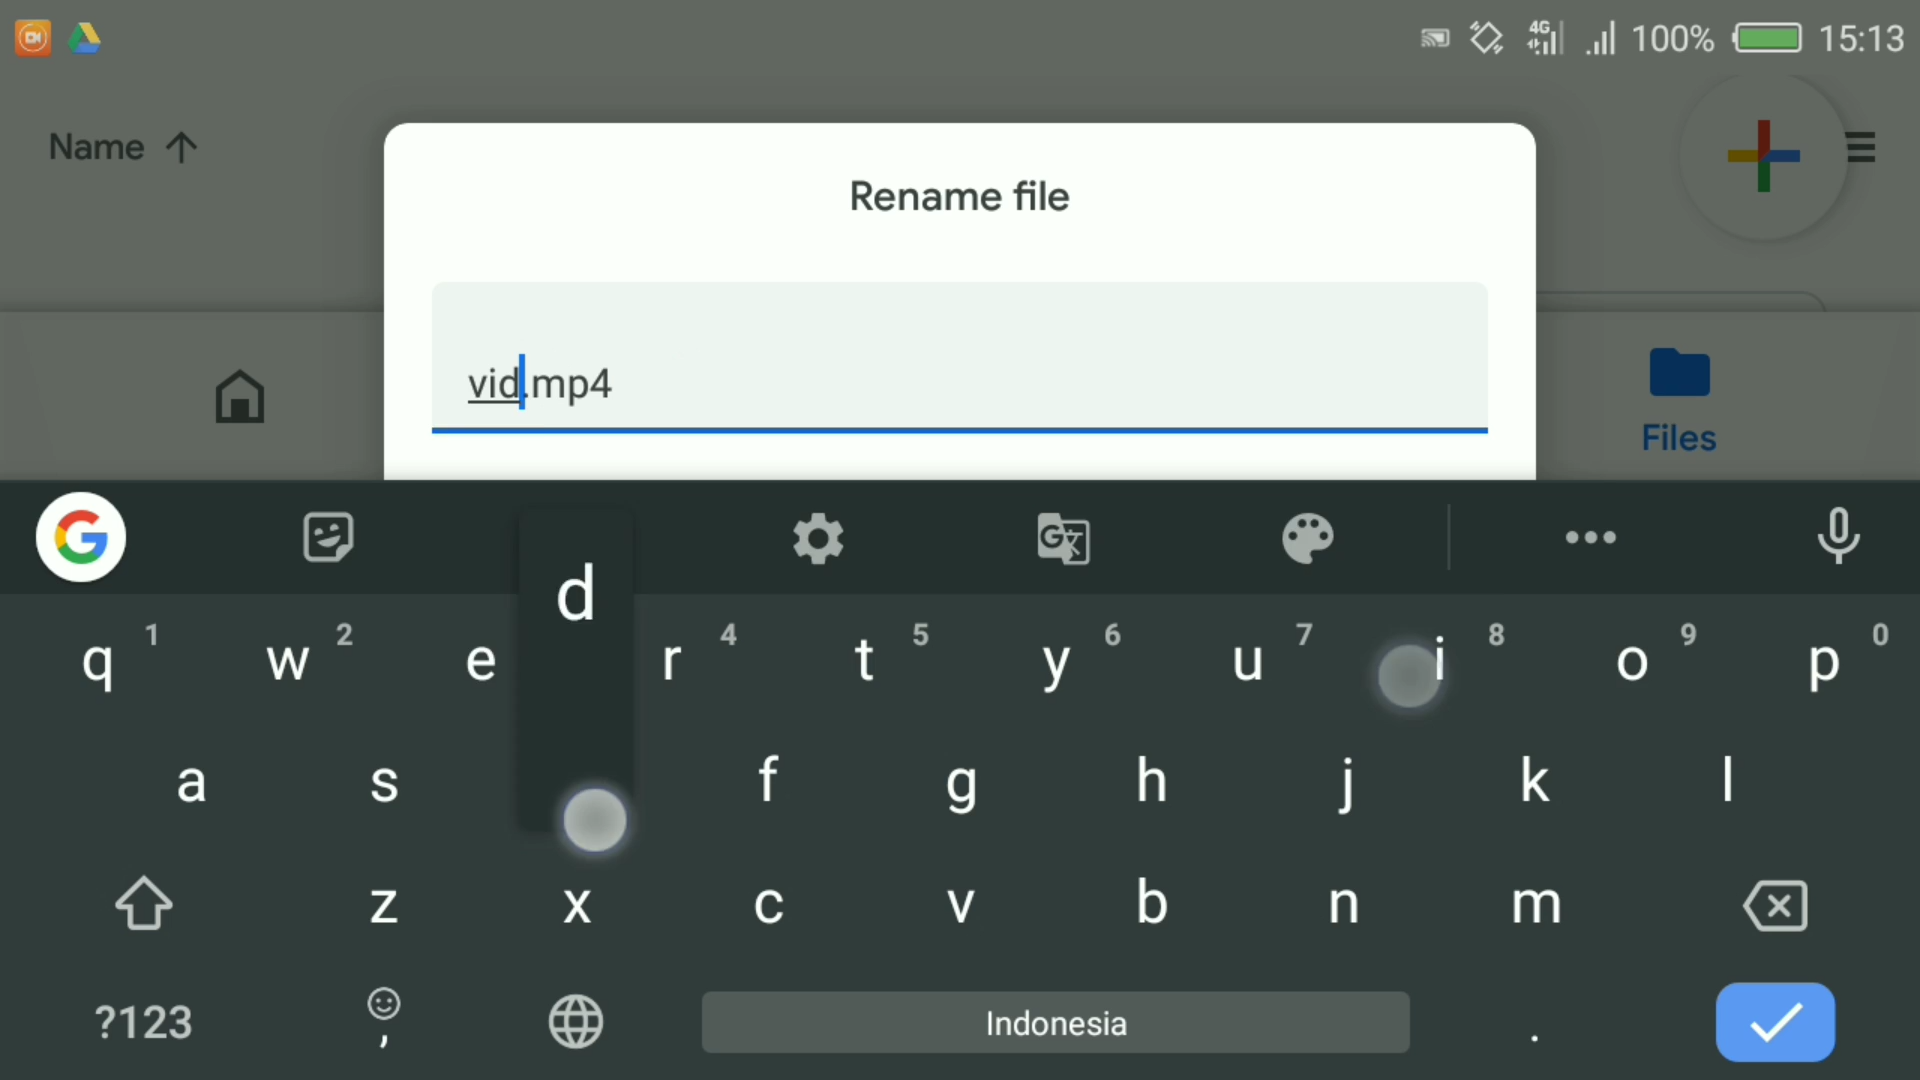 4G 100% 15:13
Name
Rename file
vid.mp4
Files
d
q 1 w 2 e r 4 t 5 y 6 u 7 i 8 o 9 p 0
a s f g h j k l
z x c v b n m
?123 , Indonesia .